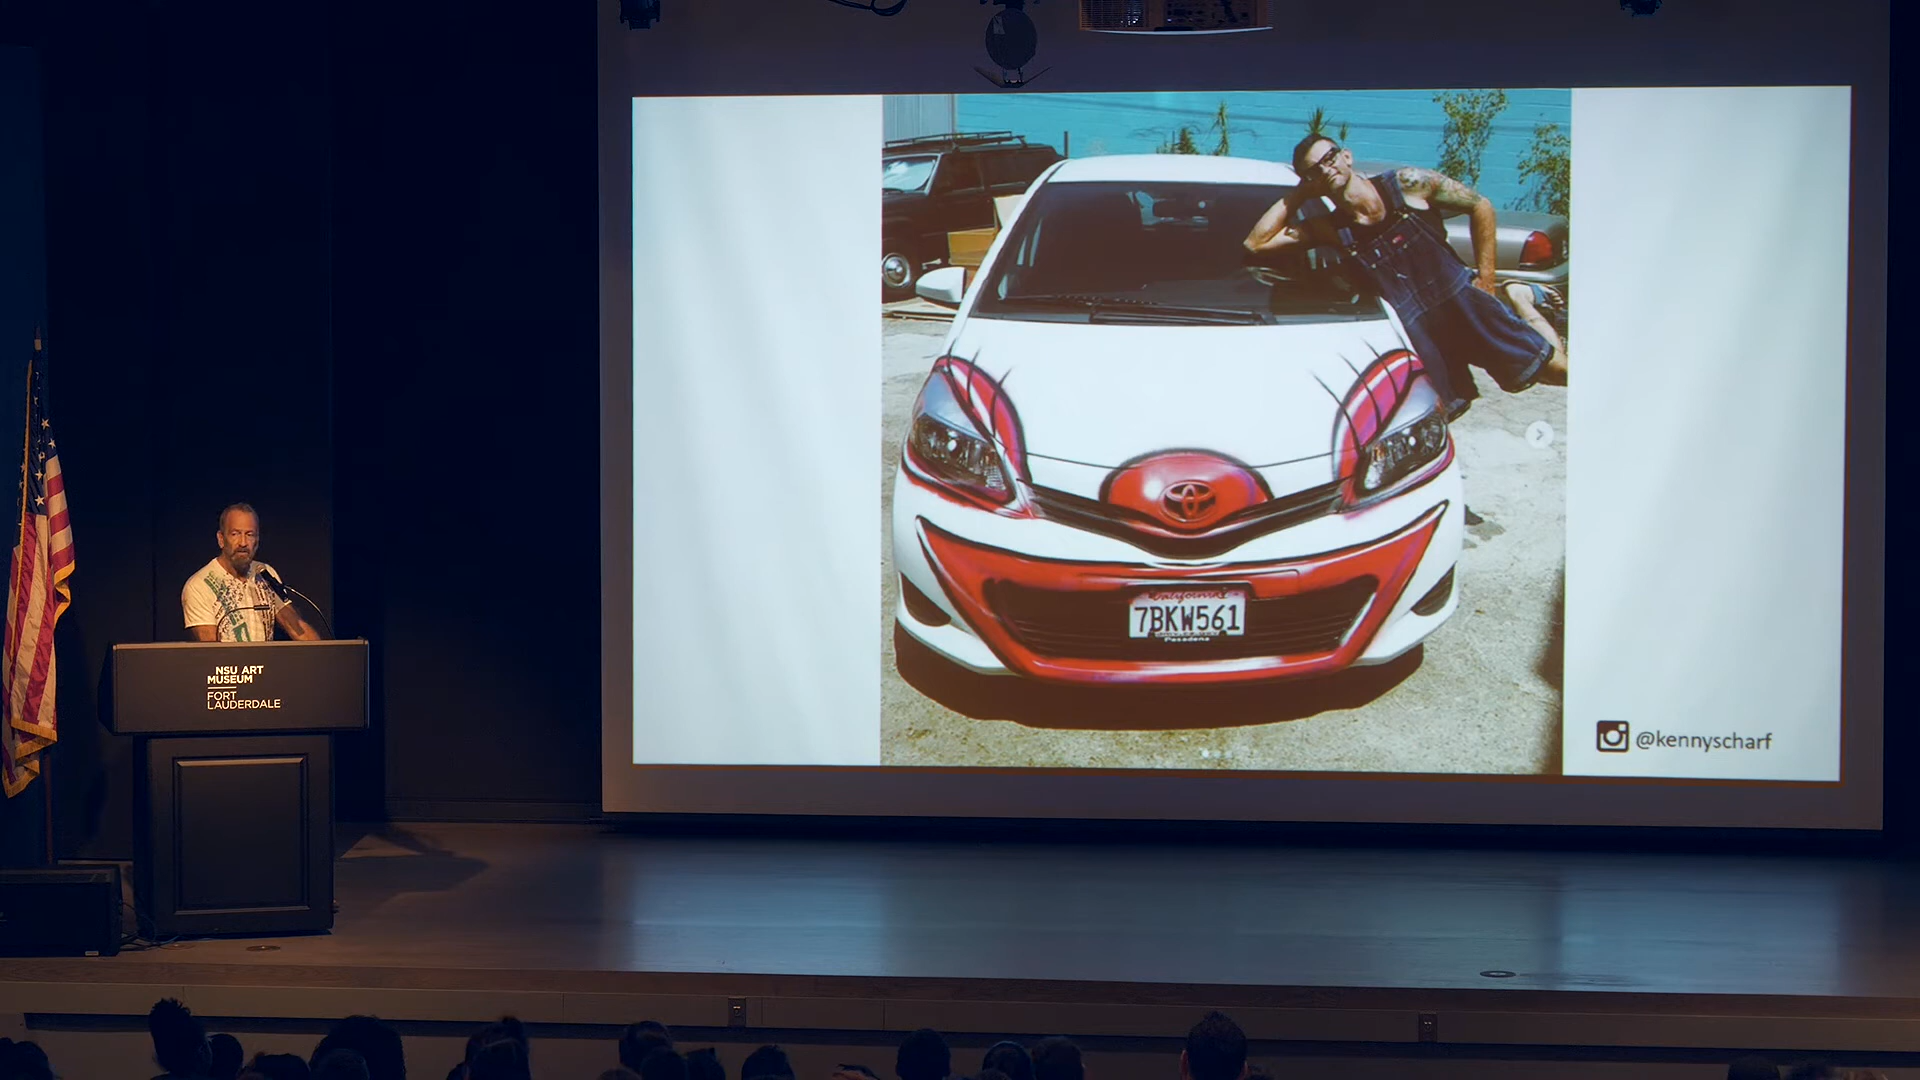 NSU ART
MUSEUM
FORT
LAUDERDALE
California
7BKW561
Pasadena
@kennyscharf